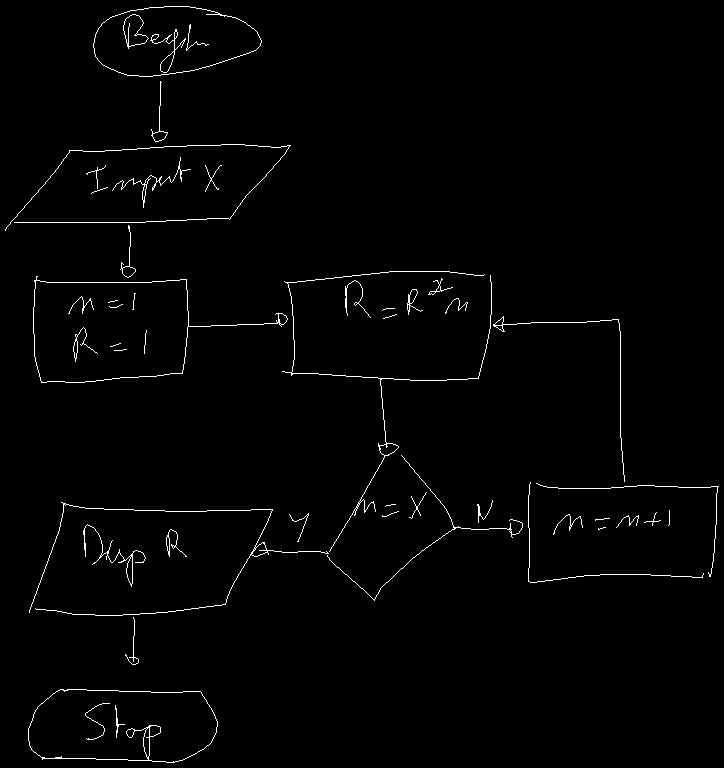 Begin
Input X
n = 1
R = 1
R = R * n
n = X
Y
N
n = n+1
Disp R
Stop